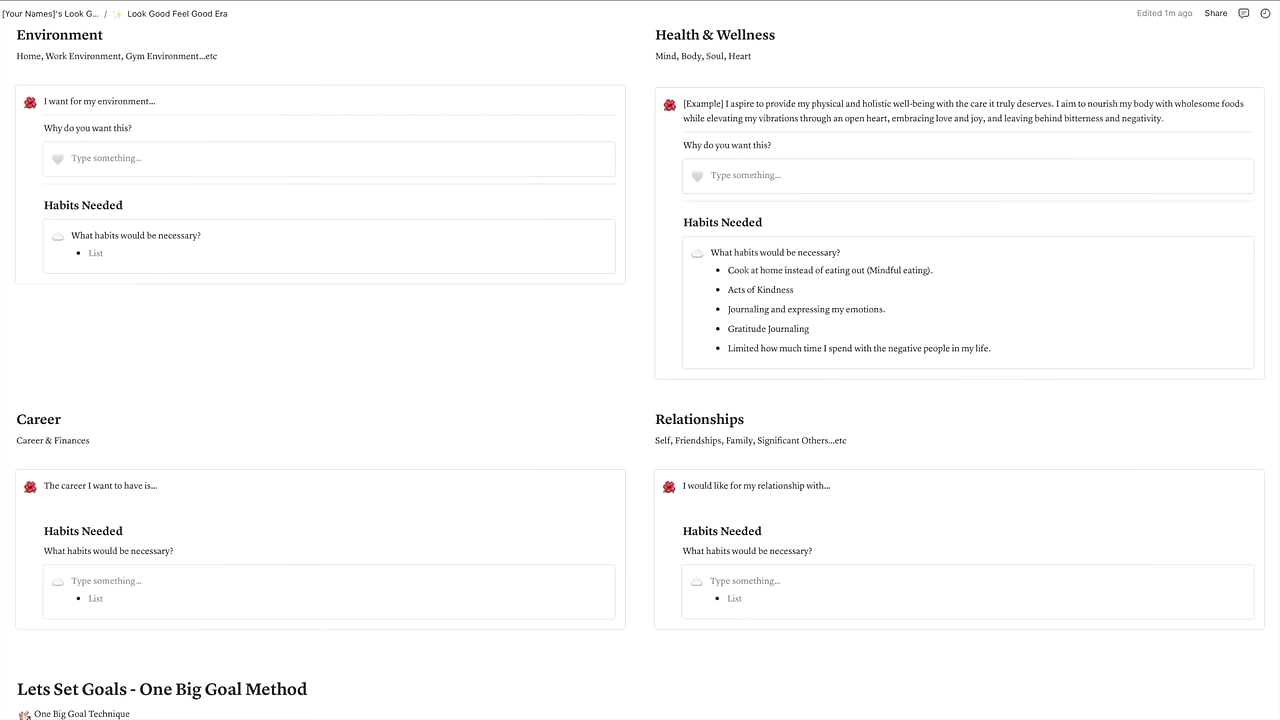 [Your Names]'s Look G... / Look Good Feel Good Era
Edited 1m ago Share
Environment
Home, Work Environment, Gym Environment...etc
I want for my environment...
Why do you want this?
Type something...
Habits Needed
What habits would be necessary?
• List
Health & Wellness
Mind, Body, Soul, Heart
[Example] I aspire to provide my physical and holistic well-being with the care it truly deserves. I aim to nourish my body with wholesome foods
while elevating my vibrations through an open heart, embracing love and joy, and leaving behind bitterness and negativity.
Why do you want this?
Type something...
Habits Needed
What habits would be necessary?
• Cook at home instead of eating out (Mindful eating).
• Acts of Kindness
• Journaling and expressing my emotions.
• Gratitude Journaling
• Limited how much time I spend with the negative people in my life.
Career
Career & Finances
The career I want to have is...
Habits Needed
What habits would be necessary?
Type something...
• List
Relationships
Self, Friendships, Family, Significant Others...etc
I would like for my relationship with...
Habits Needed
What habits would be necessary?
Type something...
• List
Lets Set Goals - One Big Goal Method
One Big Goal Technique